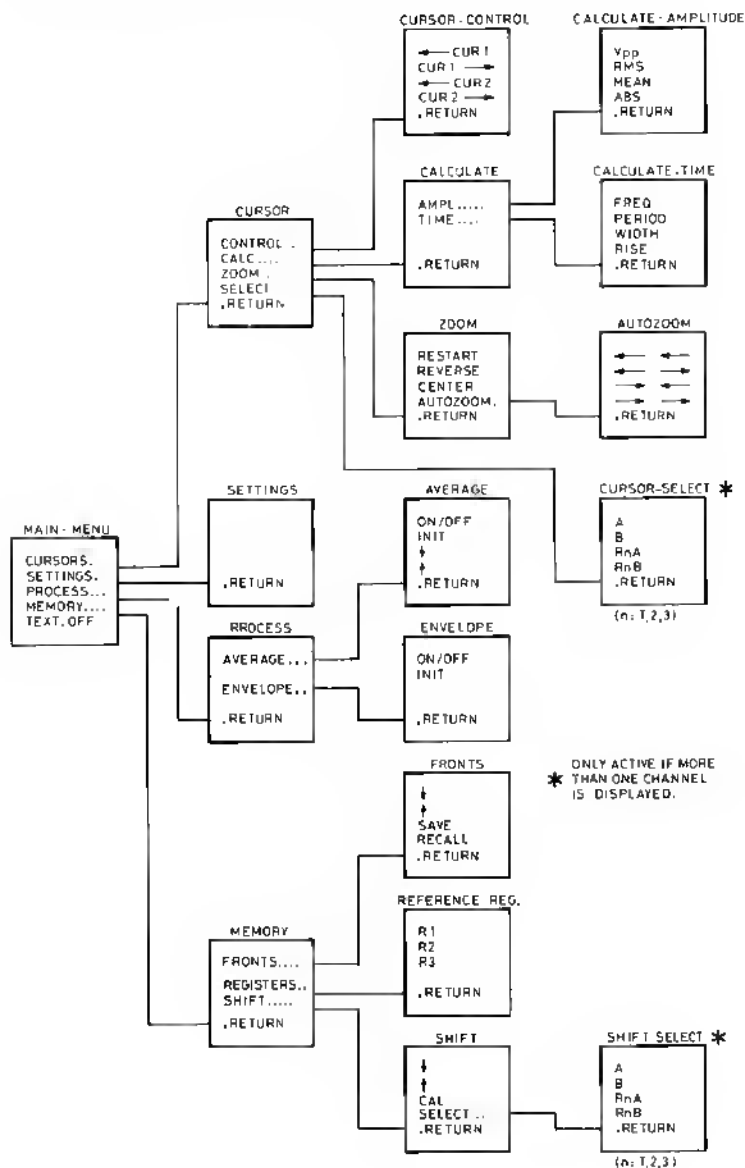 CURSOR-CONTROL
← CUR 1
CUR 1 →
← CUR2
CUR 2 →
.RETURN
CALCULATE-AMPLITUDE
Vpp
RMS
MEAN
ABS
.RETURN
CURSOR
CONTROL .
CALC....
ZOOM .
SELECT
.RETURN
CALCULATE
AMPL.....
TIME....
.RETURN
CALCULATE-TIME
FREQ
PERIOD
WIDTH
RISE
.RETURN
ZOOM
RESTART
REVERSE
CENTER
AUTOZOOM.
.RETURN
AUTOZOOM
← ←
← →
→ ←
→ →
.RETURN
MAIN-MENU
CURSORS.
SETTINGS.
PROCESS...
MEMORY....
TEXT.OFF
SETTINGS
.RETURN
AVERAGE
ON/OFF
INIT
↓
↑
.RETURN
CURSOR-SELECT *
A
B
RnA
RnB
.RETURN
(n: 1,2,3)
RROCESS
AVERAGE...
ENVELOPE..
.RETURN
ENVELOPE
ON/OFF
INIT
.RETURN
* ONLY ACTIVE IF MORE
THAN ONE CHANNEL
IS DISPLAYED.
FRONTS
↓
↑
SAVE
RECALL
.RETURN
MEMORY
FRONTS....
REGISTERS..
SHIFT.....
.RETURN
REFERENCE REG.
R1
R2
R3
.RETURN
SHIFT
↓
↑
CAL
SELECT ..
.RETURN
SHIFT SELECT *
A
B
RnA
RnB
.RETURN
(n: 1,2,3)